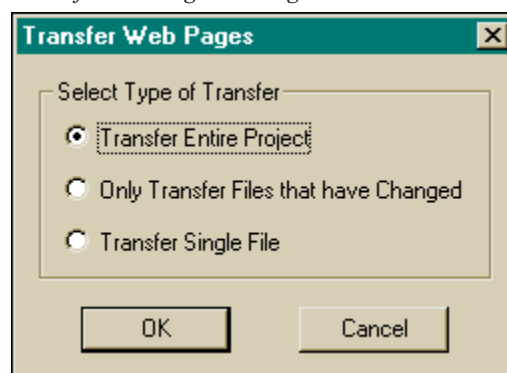 Transfer Web Pages
Select Type of Transfer
Transfer Entire Project
Only Transfer Files that have Changed
Transfer Single File
OK Cancel